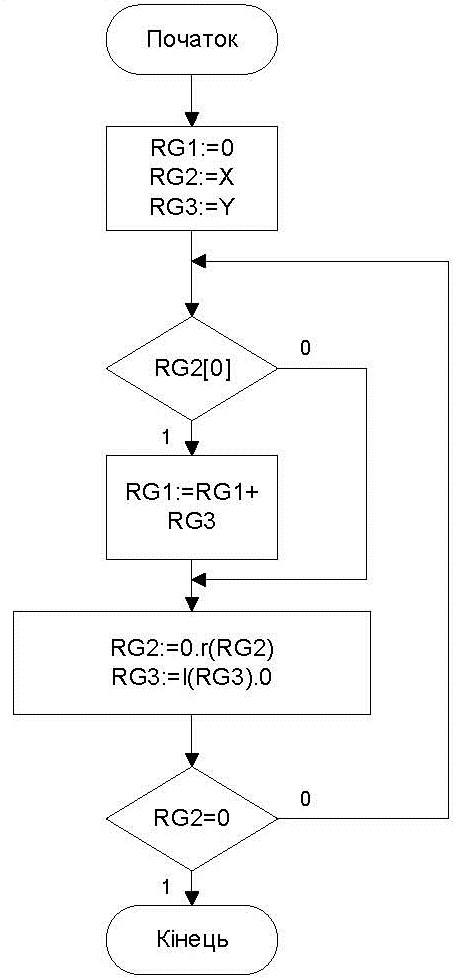 Початок
RG1:=0
RG2:=X
RG3:=Y
RG2[0]
0
1
RG1:=RG1+
RG3
RG2:=0.r(RG2)
RG3:=l(RG3).0
RG2=0
0
1
Кінець